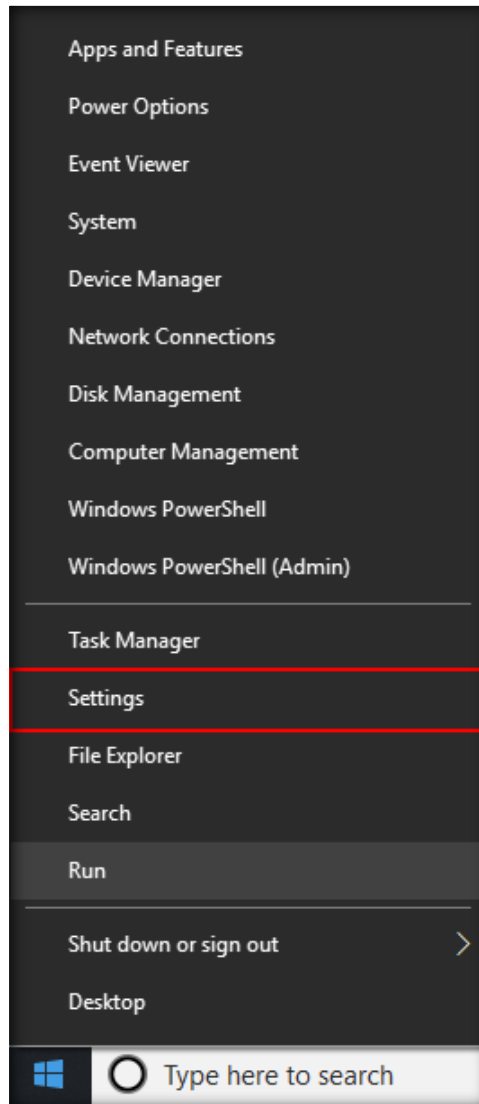 Apps and Features
Power Options
Event Viewer
System
Device Manager
Network Connections
Disk Management
Computer Management
Windows PowerShell
Windows PowerShell (Admin)
Task Manager
Settings
File Explorer
Search
Run
Shut down or sign out
Desktop
Type here to search